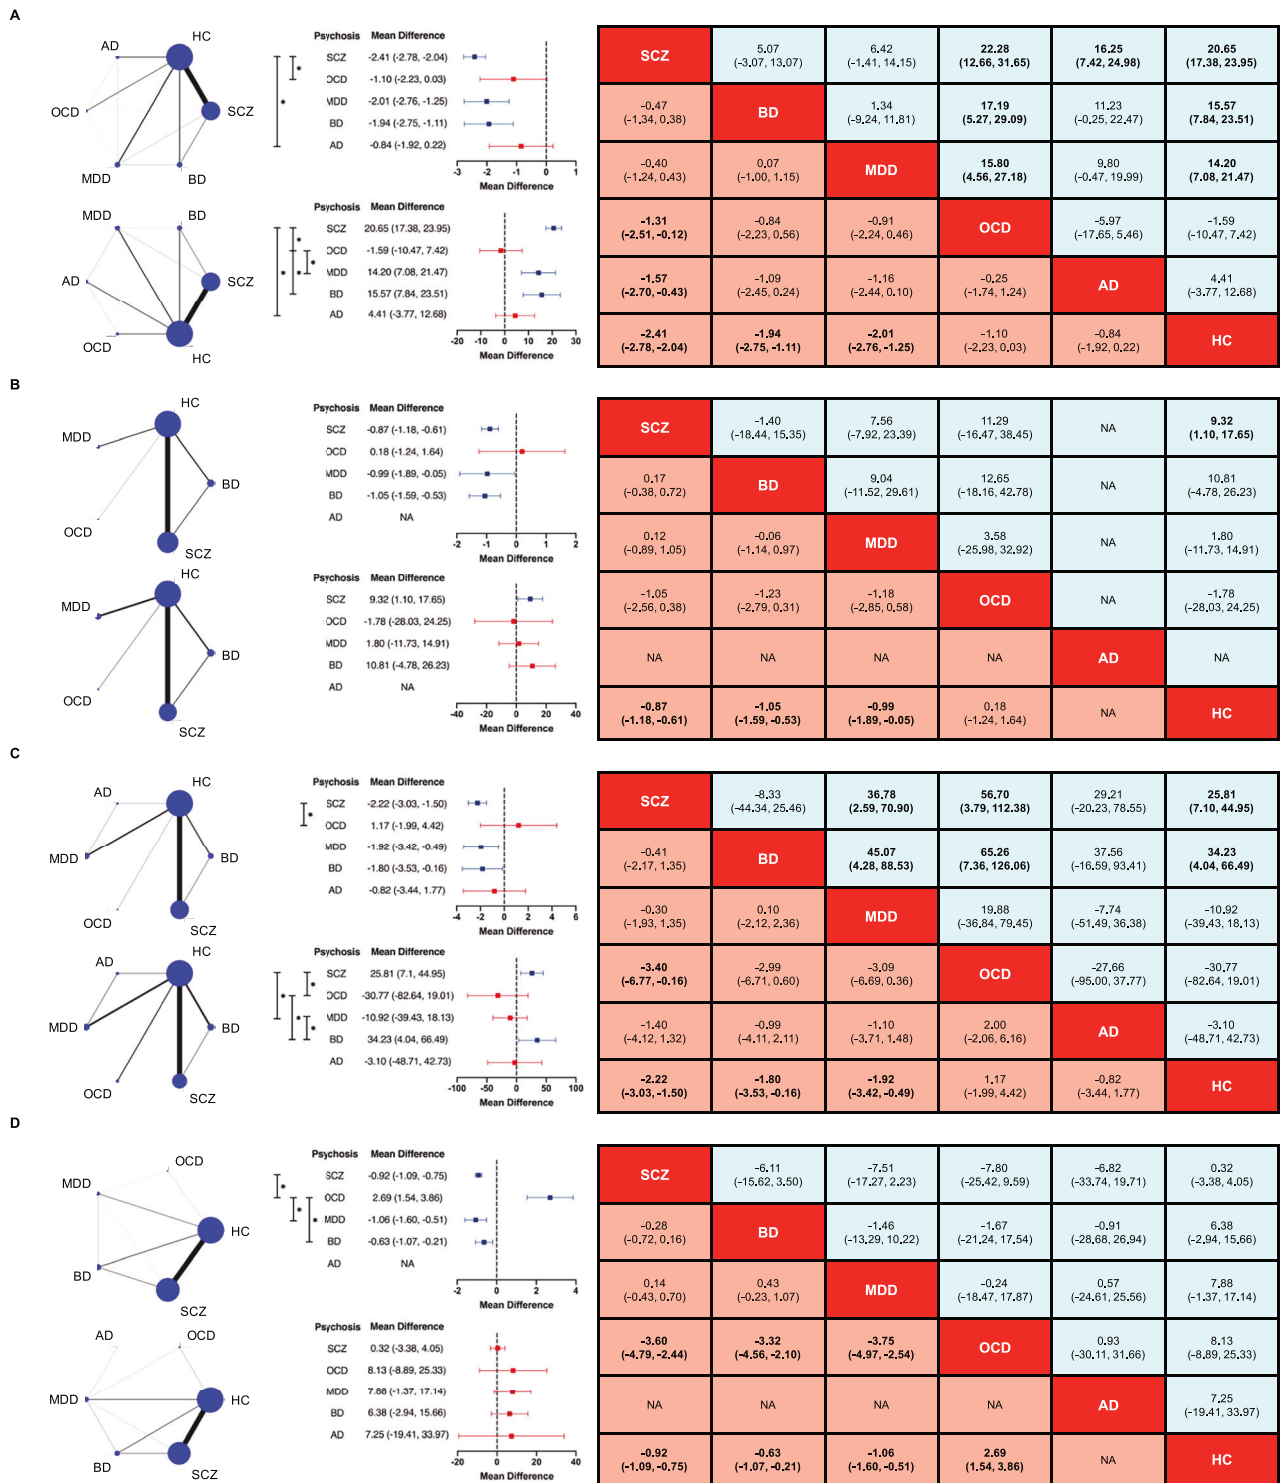 A
HC
AD
OCD
SCZ
MDD
BD
Psychosis Mean Difference
SCZ -2.41 (-2.78, -2.04)
OCD -1.10 (-2.23, 0.03)
MDD -2.01 (-2.76, -1.25)
BD -1.94 (-2.75, -1.11)
AD -0.84 (-1.92, 0.22)
* *
-3 -2 -1 0 1
Mean Difference
MDD
BD
AD
SCZ
OCD
HC
Psychosis Mean Difference
SCZ 20.65 (17.38, 23.95)
OCD -1.59 (-10.47, 7.42)
MDD 14.20 (7.08, 21.47)
BD 15.57 (7.84, 23.51)
AD 4.41 (-3.77, 12.68)
* * * *
-20 -10 0 10 20 30
Mean Difference
SCZ 5.07 6.42 22.28 16.25 20.65
(-3.07, 13.07) (-1.41, 14.15) (12.66, 31.65) (7.42, 24.98) (17.38, 23.95)
-0.47 BD 1.34 17.19 11.23 15.57
(-1.34, 0.38) (-9.24, 11.81) (5.27, 29.09) (-0.25, 22.47) (7.84, 23.51)
-0.40 0.07 MDD 15.80 9.80 14.20
(-1.24, 0.43) (-1.00, 1.15) (4.56, 27.18) (-0.47, 19.99) (7.08, 21.47)
-1.31 -0.84 -0.91 OCD -5.97 -1.59
(-2.51, -0.12) (-2.23, 0.56) (-2.24, 0.46) (-17.65, 5.46) (-10.47, 7.42)
-1.57 -1.09 -1.16 -0.25 AD 4.41
(-2.70, -0.43) (-2.45, 0.24) (-2.44, 0.10) (-1.74, 1.24) (-3.77, 12.68)
-2.41 -1.94 -2.01 -1.10 -0.84 HC
(-2.78, -2.04) (-2.75, -1.11) (-2.76, -1.25) (-2.23, 0.03) (-1.92, 0.22)
B
HC
MDD
BD
OCD
SCZ
Psychosis Mean Difference
SCZ -0.87 (-1.18, -0.61)
OCD 0.18 (-1.24, 1.64)
MDD -0.99 (-1.89, -0.05)
BD -1.05 (-1.59, -0.53)
AD NA
-2 -1 0 1 2
Mean Difference
HC
MDD
BD
OCD
SCZ
Psychosis Mean Difference
SCZ 9.32 (1.10, 17.65)
OCD -1.78 (-28.03, 24.25)
MDD 1.80 (-11.73, 14.91)
BD 10.81 (-4.78, 26.23)
AD NA
-40 -20 0 20 40
Mean Difference
SCZ -1.40 7.56 11.29 NA 9.32
(-18.44, 15.35) (-7.92, 23.39) (-16.47, 38.45) (1.10, 17.65)
0.17 BD 9.04 12.65 NA 10.81
(-0.38, 0.72) (-11.52, 29.61) (-18.16, 42.78) (-4.78, 26.23)
0.12 -0.06 MDD 3.58 NA 1.80
(-0.89, 1.05) (-1.14, 0.97) (-25.98, 32.92) (-11.73, 14.91)
-1.05 -1.23 -1.18 OCD NA -1.78
(-2.56, 0.38) (-2.79, 0.31) (-2.85, 0.58) (-28.03, 24.25)
NA NA NA NA AD NA
-0.87 -1.05 -0.99 0.18 NA HC
(-1.18, -0.61) (-1.59, -0.53) (-1.89, -0.05) (-1.24, 1.64)
C
HC
AD
MDD
BD
OCD
SCZ
Psychosis Mean Difference
SCZ -2.22 (-3.03, -1.50)
OCD 1.17 (-1.99, 4.42)
MDD -1.92 (-3.42, -0.49)
BD -1.80 (-3.53, -0.16)
AD -0.82 (-3.44, 1.77)
*
-4 -2 0 2 4 6
Mean Difference
HC
AD
MDD
BD
OCD
SCZ
Psychosis Mean Difference
SCZ 25.81 (7.1, 44.95)
OCD -30.77 (-82.64, 19.01)
MDD -10.92 (-39.43, 18.13)
BD 34.23 (4.04, 66.49)
AD -3.10 (-48.71, 42.73)
* * * *
-100 -50 0 50 100
Mean Difference
SCZ -8.33 36.78 56.70 29.21 25.81
(-44.34, 25.46) (2.59, 70.90) (3.79, 112.38) (-20.23, 78.55) (7.10, 44.95)
-0.41 BD 45.07 65.26 37.56 34.23
(-2.17, 1.35) (4.28, 88.53) (7.36, 126.06) (-16.59, 93.41) (4.04, 66.49)
-0.30 0.10 MDD 19.88 -7.74 -10.92
(-1.93, 1.35) (-2.12, 2.36) (-36.84, 79.45) (-51.49, 36.38) (-39.43, 18.13)
-3.40 -2.99 -3.09 OCD -27.66 -30.77
(-6.77, -0.16) (-6.71, 0.60) (-6.69, 0.36) (-95.00, 37.77) (-82.64, 19.01)
-1.40 -0.99 -1.10 2.00 AD -3.10
(-4.12, 1.32) (-4.11, 2.11) (-3.71, 1.48) (-2.06, 6.16) (-48.71, 42.73)
-2.22 -1.80 -1.92 1.17 -0.82 HC
(-3.03, -1.50) (-3.53, -0.16) (-3.42, -0.49) (-1.99, 4.42) (-3.44, 1.77)
D
OCD
MDD
HC
BD
SCZ
Psychosis Mean Difference
SCZ -0.92 (-1.09, -0.75)
OCD 2.69 (1.54, 3.86)
MDD -1.06 (-1.60, -0.51)
BD -0.63 (-1.07, -0.21)
AD NA
* * *
-2 0 2 4
Mean Difference
AD
OCD
MDD
HC
BD
SCZ
Psychosis Mean Difference
SCZ 0.32 (-3.38, 4.05)
OCD 8.13 (-8.89, 25.33)
MDD 7.88 (-1.37, 17.14)
BD 6.38 (-2.94, 15.66)
AD 7.25 (-19.41, 33.97)
-20 0 20 40
Mean Difference
SCZ -6.11 -7.51 -7.80 -6.82 0.32
(-15.62, 3.50) (-17.27, 2.23) (-25.42, 9.59) (-33.74, 19.71) (-3.38, 4.05)
-0.28 BD -1.46 -1.67 -0.91 6.38
(-0.72, 0.16) (-13.29, 10.22) (-21.24, 17.54) (-28.68, 26.94) (-2.94, 15.66)
0.14 0.43 MDD -0.24 0.57 7.88
(-0.43, 0.70) (-0.23, 1.07) (-18.47, 17.87) (-24.61, 25.56) (-1.37, 17.14)
-3.60 -3.32 -3.75 OCD 0.93 8.13
(-4.79, -2.44) (-4.56, -2.10) (-4.97, -2.54) (-30.11, 31.66) (-8.89, 25.33)
NA NA NA NA AD 7.25
(-19.41, 33.97)
-0.92 -0.63 -1.06 2.69 NA HC
(-1.09, -0.75) (-1.07, -0.21) (-1.60, -0.51) (1.54, 3.86)